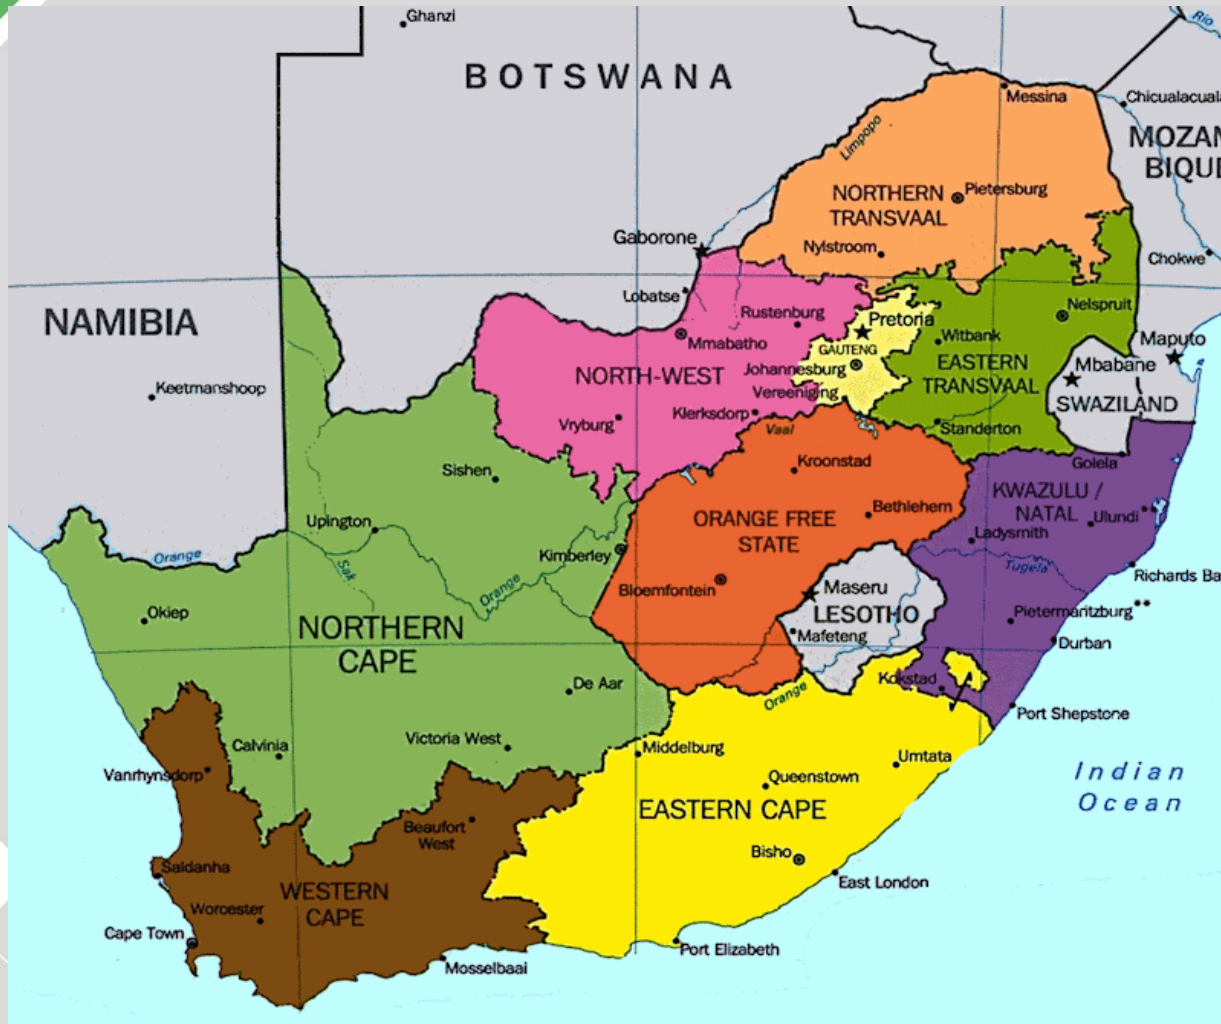 Ghanzi
Rio
BOTSWANA
Messina
Chicualacual
MOZAM
BIQUE
Limpopo
NORTHERN
TRANSVAAL
Pietersburg
Gaborone
Nylstroom
Chokwe
Lobatse
NAMIBIA
Rustenburg
Pretoria
Nelspruit
Mmabatho
GAUTENG
Witbank
Maputo
Johannesburg
EASTERN
TRANSVAAL
Mbabane
NORTH-WEST
Keetmanshoop
Vereeniging
SWAZILAND
Vryburg
Klerksdorp
Vaal
Standerton
Sishen
Kroonstad
Golela
KWAZULU /
NATAL
Upington
ORANGE FREE
STATE
Bethlehem
Ulundi
Ladysmith
Orange
Sak
Kimberley
Orange
Bloemfontein
Maseru
Tugela
Richards Ba
Okiep
NORTHERN
CAPE
LESOTHO
Mafeteng
Pietermaritzburg
Durban
De Aar
Orange
Kokstad
Port Shepstone
Calvinia
Victoria West
Middelburg
Umtata
Vanrhynsdorp
Queenstown
Indian
Ocean
EASTERN CAPE
Beaufort
West
Bisho
Saldanha
East London
WESTERN
CAPE
Worcester
Cape Town
Port Elizabeth
Mosselbaai